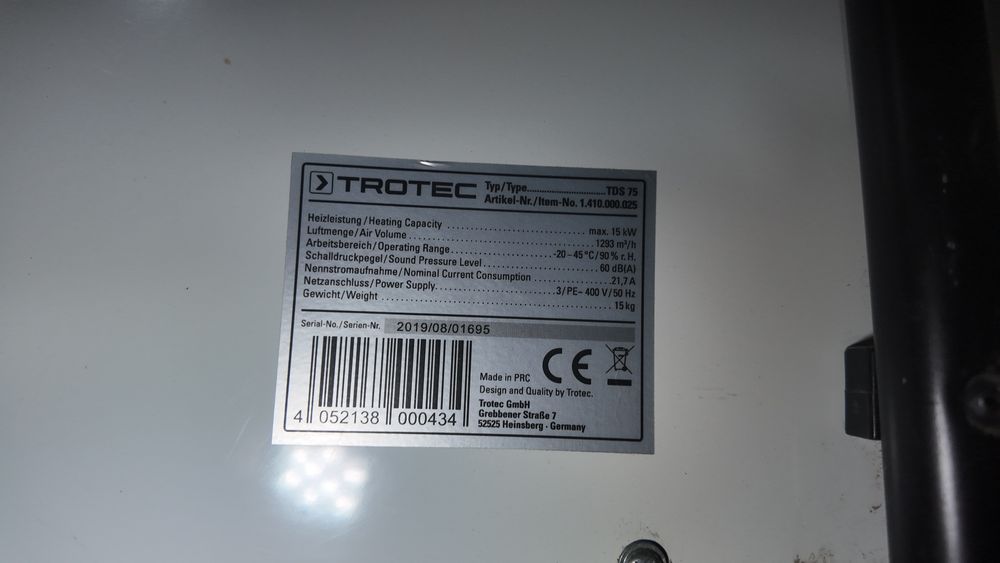 TROTEC
Typ/Type..............................TDS 75
Artikel-Nr./Item-No. 1.410.000.025
Heizleistung/Heating Capacity .............................. max. 15 kW
Luftmenge/Air Volume .............................. 1293 m³/h
Arbeitsbereich/Operating Range..............................-20 – 45 °C/90 % r. H.
Schalldruckpegel/Sound Pressure Level.............................. 60 dB(A)
Nennstromaufnahme/Nominal Current Consumption ..............................21,7 A
Netzanschluss/Power Supply..............................3/PE~ 400 V/50 Hz
Gewicht/Weight .............................. 15 kg
Serial-No./Serien-Nr. 2019/08/01695
4 052138 000434
CE
Made in PRC
Design and Quality by Trotec.
Trotec GmbH
Grebbener Straße 7
52525 Heinsberg · Germany